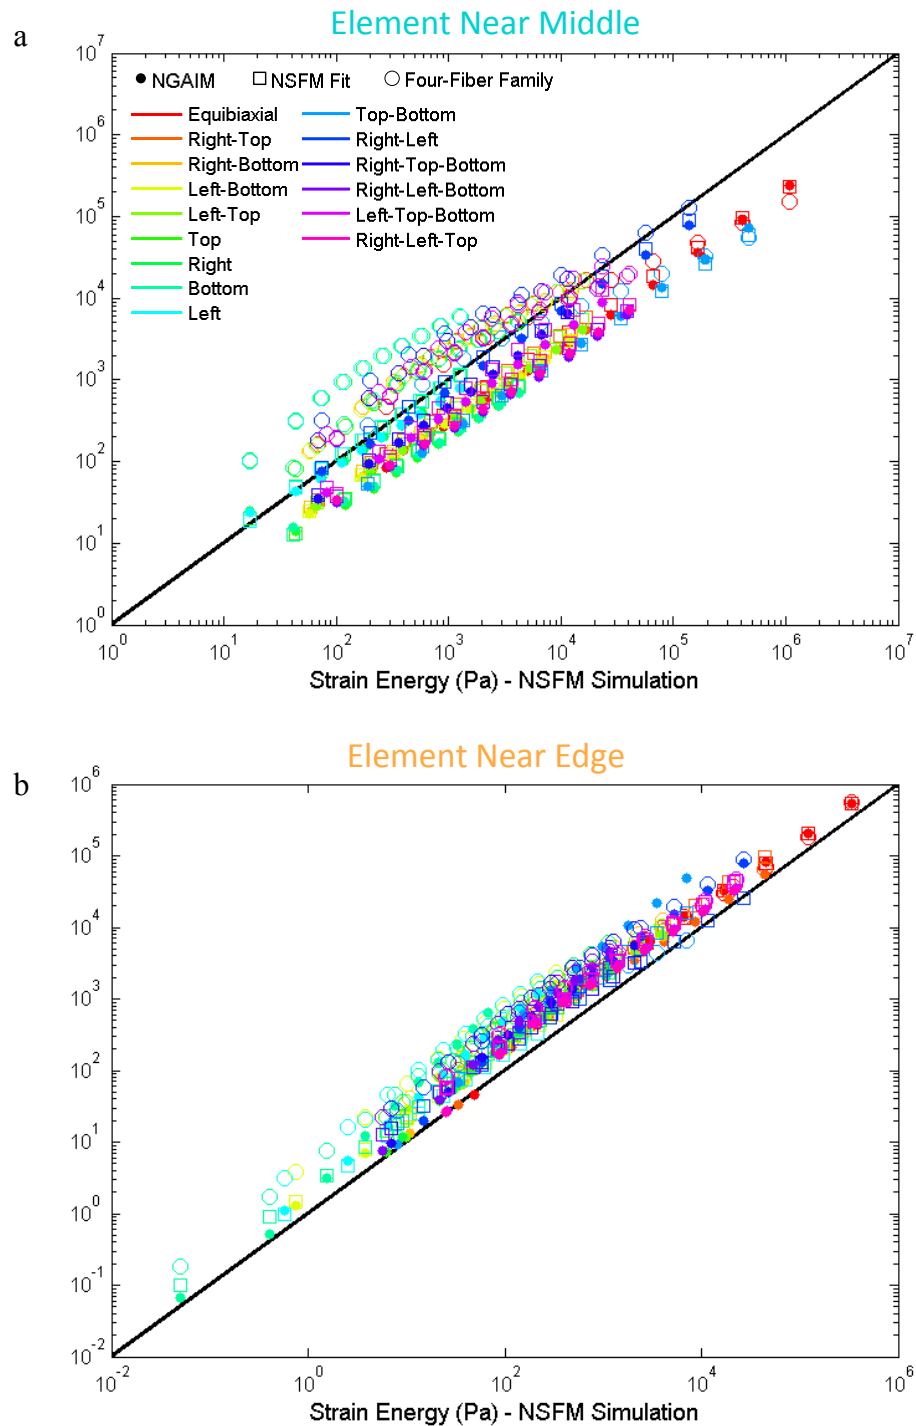 Element Near Middle
a
10^7
10^6
10^5
10^4
10^3
10^2
10^1
10^0
NGAIM NSFM Fit Four-Fiber Family
Equibiaxial Top-Bottom
Right-Top Right-Left
Right-Bottom Right-Top-Bottom
Left-Bottom Right-Left-Bottom
Left-Top Left-Top-Bottom
Top Right-Left-Top
Right
Bottom
Left
10^0 10^1 10^2 10^3 10^4 10^5 10^6 10^7
Strain Energy (Pa) - NSFM Simulation
Element Near Edge
b
10^6
10^5
10^4
10^3
10^2
10^1
10^0
10^-1
10^-2
10^-2 10^0 10^2 10^4 10^6
Strain Energy (Pa) - NSFM Simulation